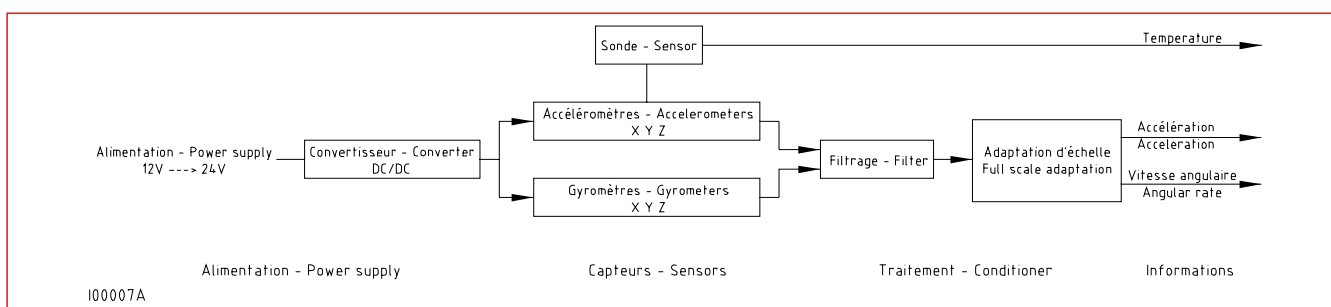 Sonde - Sensor
Temperature
Accéléromètres - Accelerometers
X Y Z
Alimentation - Power supply
12V ---> 24V
Convertisseur - Converter
DC/DC
Gyromètres - Gyrometers
X Y Z
Filtrage - Filter
Adaptation d'échelle
Full scale adaptation
Accélération
Acceleration
Vitesse angulaire
Angular rate
Alimentation - Power supply
Capteurs - Sensors
Traitement - Conditioner
Informations
I00007A